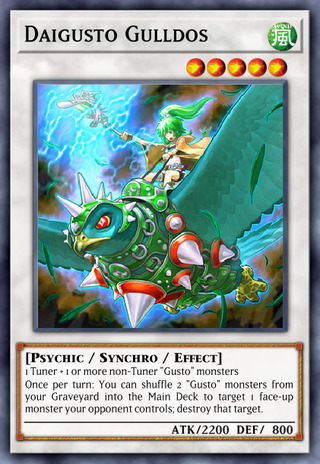 Daigusto Gulldos
WIND
風
[Psychic / Synchro / Effect]
1 Tuner + 1 or more non-Tuner "Gusto" monsters
Once per turn: You can shuffle 2 "Gusto" monsters from
your Graveyard into the Main Deck to target 1 face-up
monster your opponent controls; destroy that target.
ATK/2200 DEF/ 800